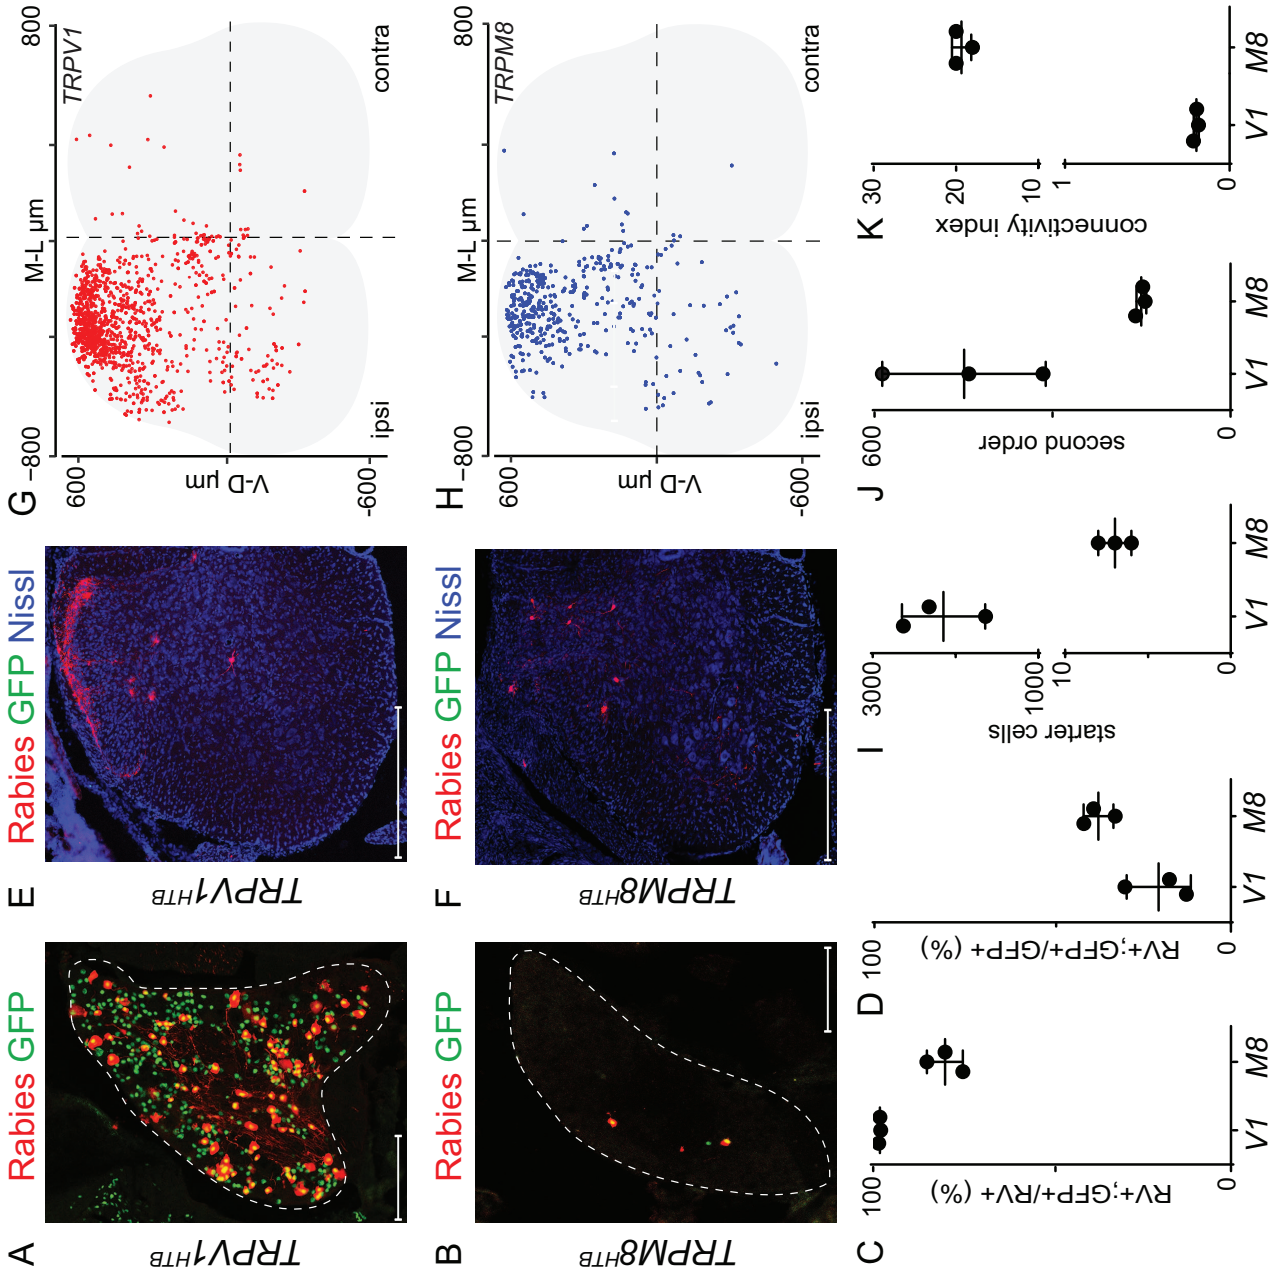 A
Rabies GFP
TRPV1HTB
B
Rabies GFP
TRPM8HTB
E
Rabies GFP Nissl
TRPV1HTB
F
Rabies GFP Nissl
TRPM8HTB
G
-800
M-L µm
800
TRPV1
600
V-D µm
-600
ipsi
contra
H
-800
M-L µm
800
TRPM8
600
V-D µm
-600
ipsi
contra
C
RV+;GFP+/RV+ (%)
100
V1
M8
D
RV+;GFP+/GFP+ (%)
100
0
V1
M8
I
starter cells
3000
1000
10
0
V1
M8
J
second order
600
0
V1
M8
K
connectivity index
30
20
10
1
0
V1
M8